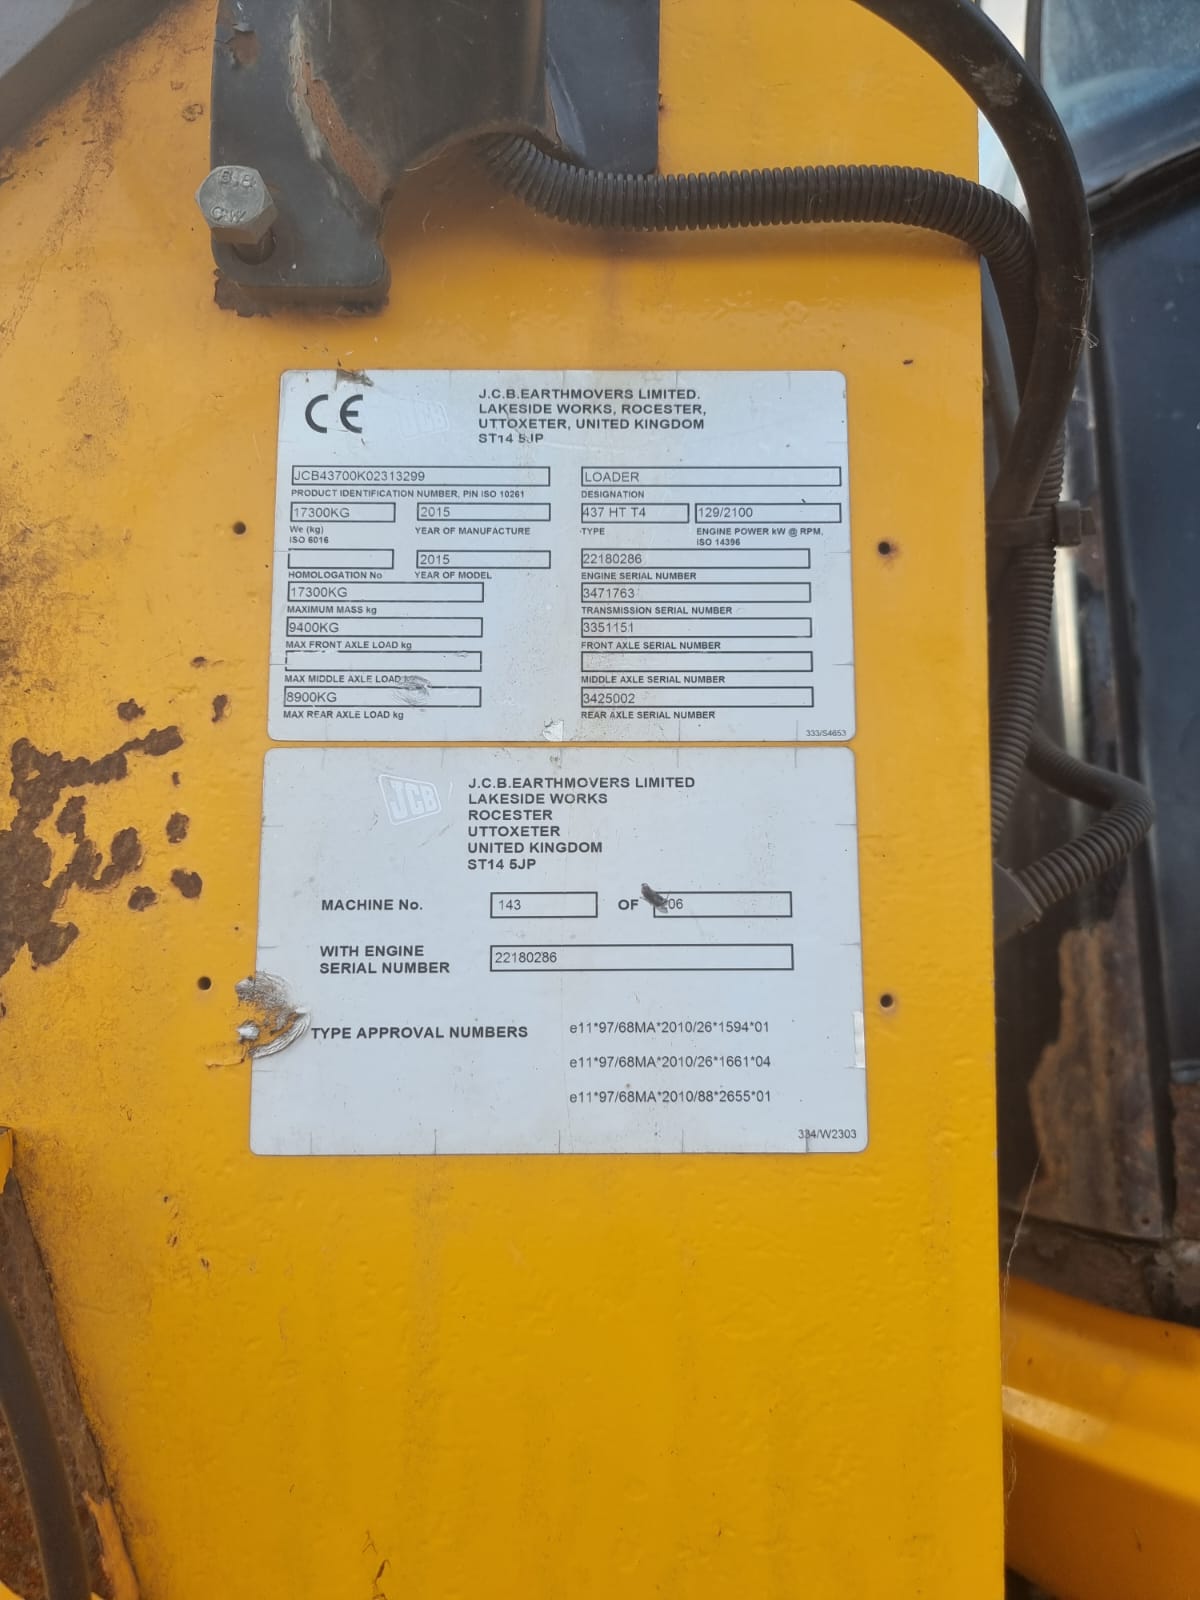 B.B.
C.W
CE
JCB
J.C.B.EARTHMOVERS LIMITED.
LAKESIDE WORKS, ROCESTER,
UTTOXETER, UNITED KINGDOM
ST14 5JP
JCB43700K02313299
PRODUCT IDENTIFICATION NUMBER, PIN ISO 10261
LOADER
DESIGNATION
17300KG
We (kg)
ISO 6016
2015
YEAR OF MANUFACTURE
437 HT T4
TYPE
129/2100
ENGINE POWER kW @ RPM,
ISO 14396
HOMOLOGATION No
2015
YEAR OF MODEL
22180286
ENGINE SERIAL NUMBER
17300KG
MAXIMUM MASS kg
3471763
TRANSMISSION SERIAL NUMBER
9400KG
MAX FRONT AXLE LOAD kg
3351151
FRONT AXLE SERIAL NUMBER
MAX MIDDLE AXLE LOAD
MIDDLE AXLE SERIAL NUMBER
8900KG
MAX REAR AXLE LOAD kg
3425002
REAR AXLE SERIAL NUMBER
333/S4653
JCB
J.C.B.EARTHMOVERS LIMITED
LAKESIDE WORKS
ROCESTER
UTTOXETER
UNITED KINGDOM
ST14 5JP
MACHINE No. 143 OF
WITH ENGINE
SERIAL NUMBER
22180286
TYPE APPROVAL NUMBERS
e11*97/68MA*2010/26*1594*01
e11*97/68MA*2010/26*1661*04
e11*97/68MA*2010/88*2655*01
334/W2303